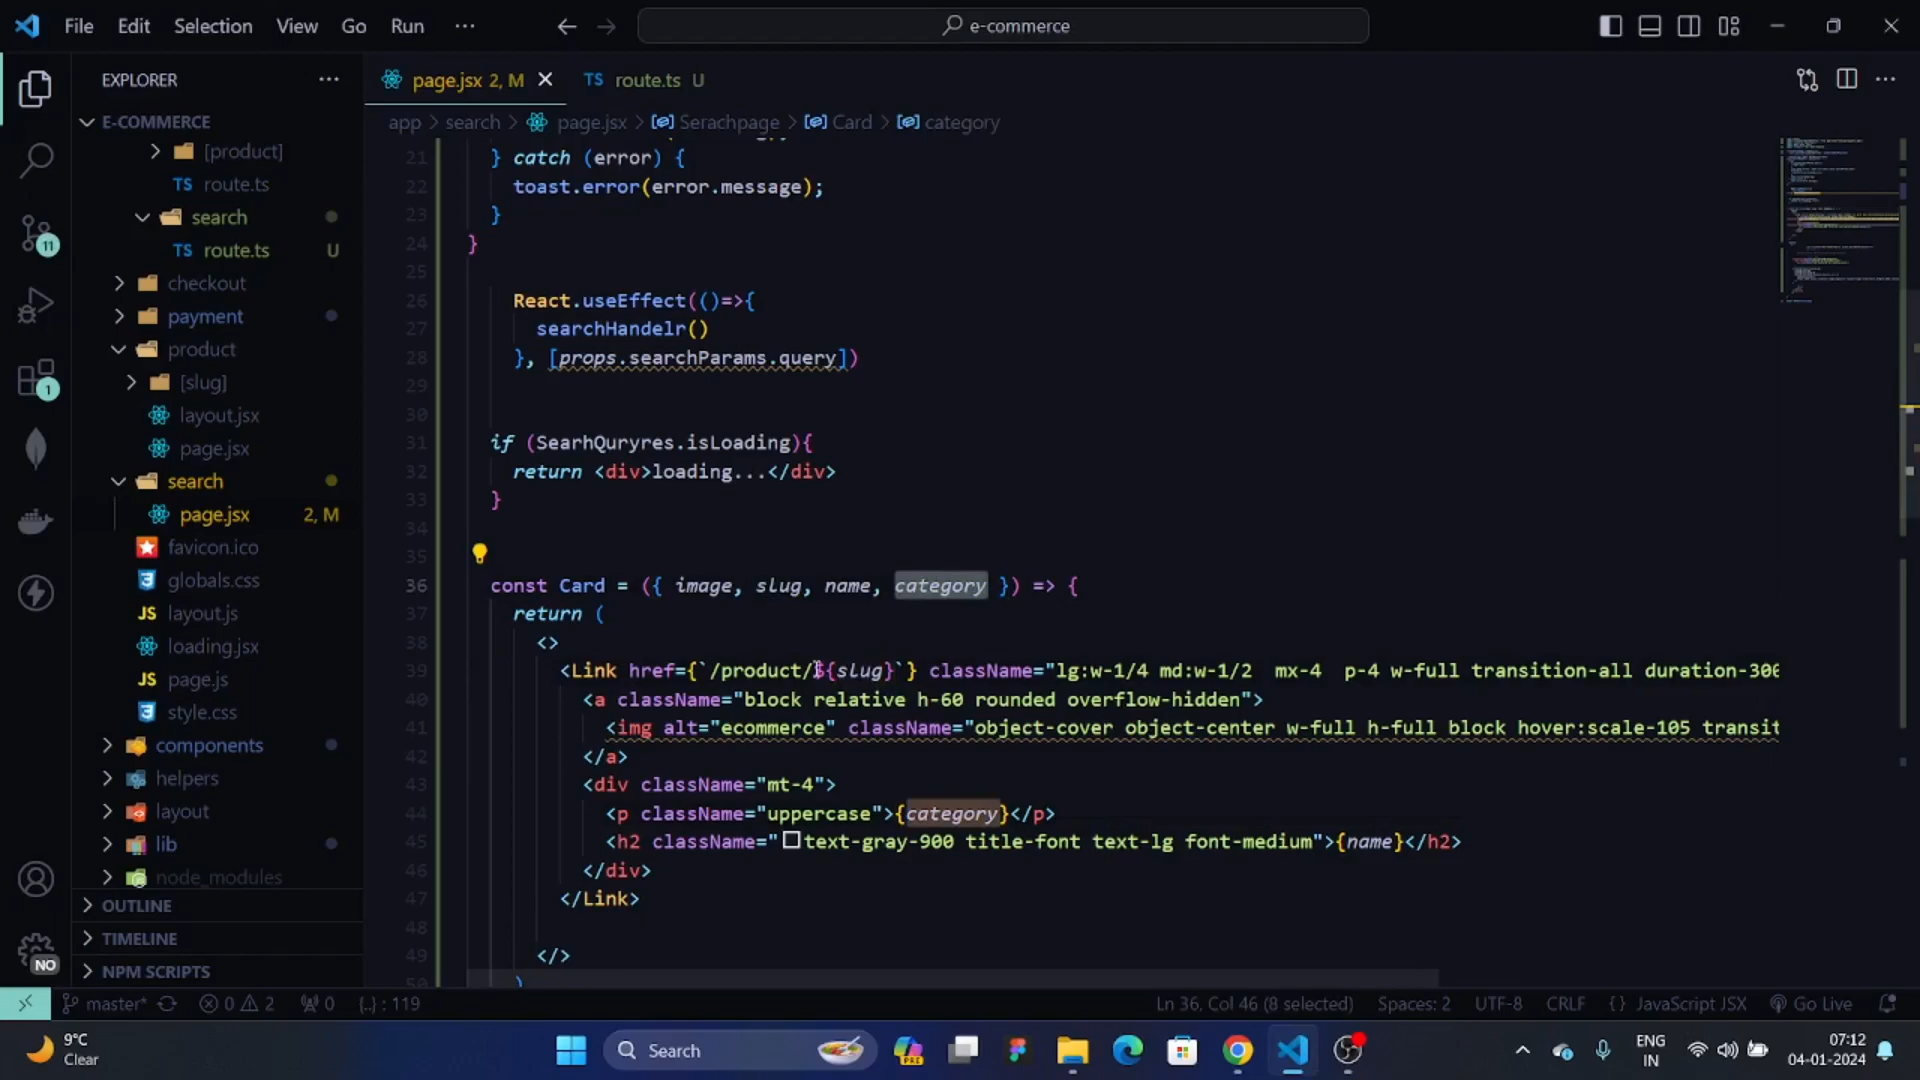 File Edit Selection View Go Run ... e-commerce
EXPLORER ...
page.jsx 2, M
TS route.ts U
app > search > page.jsx > Serachpage > Card > category
E-COMMERCE
[product]
TS route.ts
search
TS route.ts U
checkout
payment
product
[slug]
layout.jsx
page.jsx
search
page.jsx 2, M
favicon.ico
globals.css
JS layout.js
loading.jsx
JS page.js
style.css
components
helpers
layout
lib
node_modules
OUTLINE
TIMELINE
NPM SCRIPTS
11
1
NO
21 } catch (error) {
22 toast.error(error.message);
23 }
24 }
25
26 React.useEffect(()=>{
27 searchHandelr()
28 }, [props.searchParams.query])
29
30
31 if (SearhQuryres.isLoading){
32 return <div>loading...</div>
33 }
34
35
36 const Card = ({ image, slug, name, category }) => {
37 return (
38 <>
39 <Link href={`/product/${slug}`} className="lg:w-1/4 md:w-1/2 mx-4 p-4 w-full transition-all duration-300
40 <a className="block relative h-60 rounded overflow-hidden">
41 <img alt="ecommerce" className="object-cover object-center w-full h-full block hover:scale-105 transit
42 </a>
43 <div className="mt-4">
44 <p className="uppercase">{category}</p>
45 <h2 className="text-gray-900 title-font text-lg font-medium">{name}</h2>
46 </div>
47 </Link>
48
49 </>
50 )
master* 0 2 0 {..} : 119 Ln 36, Col 46 (8 selected) Spaces: 2 UTF-8 CRLF {} JavaScript JSX Go Live
9°C
Clear
Search
PRE
ENG
IN
07:12
04-01-2024